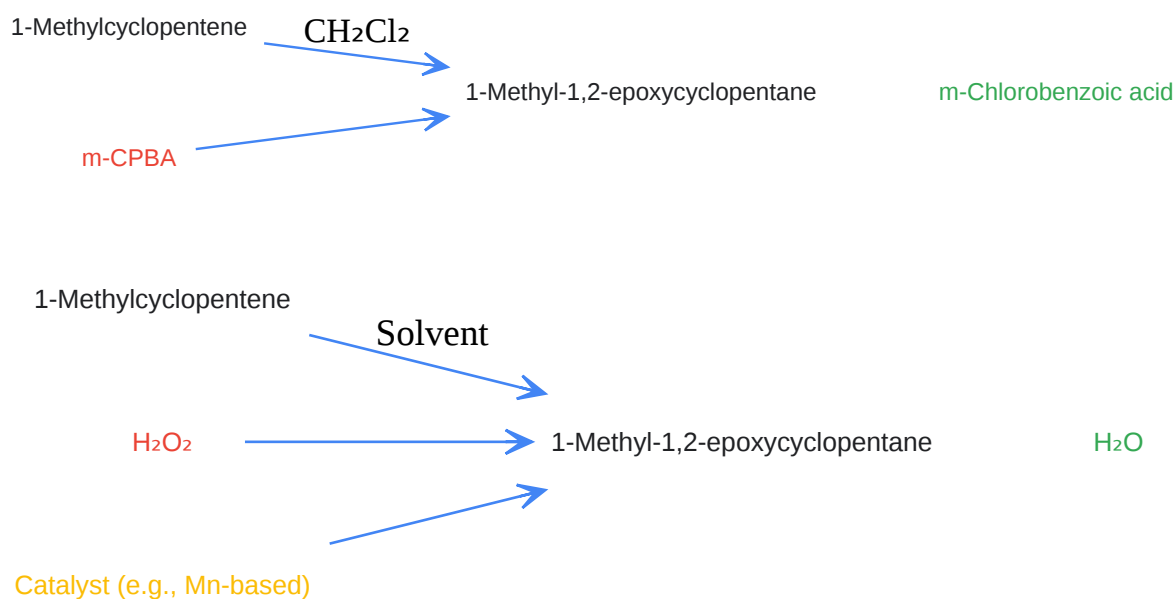 1-Methylcyclopentene
CH₂Cl₂
1-Methyl-1,2-epoxycyclopentane
m-Chlorobenzoic acid
m-CPBA
1-Methylcyclopentene
Solvent
H₂O₂
1-Methyl-1,2-epoxycyclopentane
H₂O
Catalyst (e.g., Mn-based)